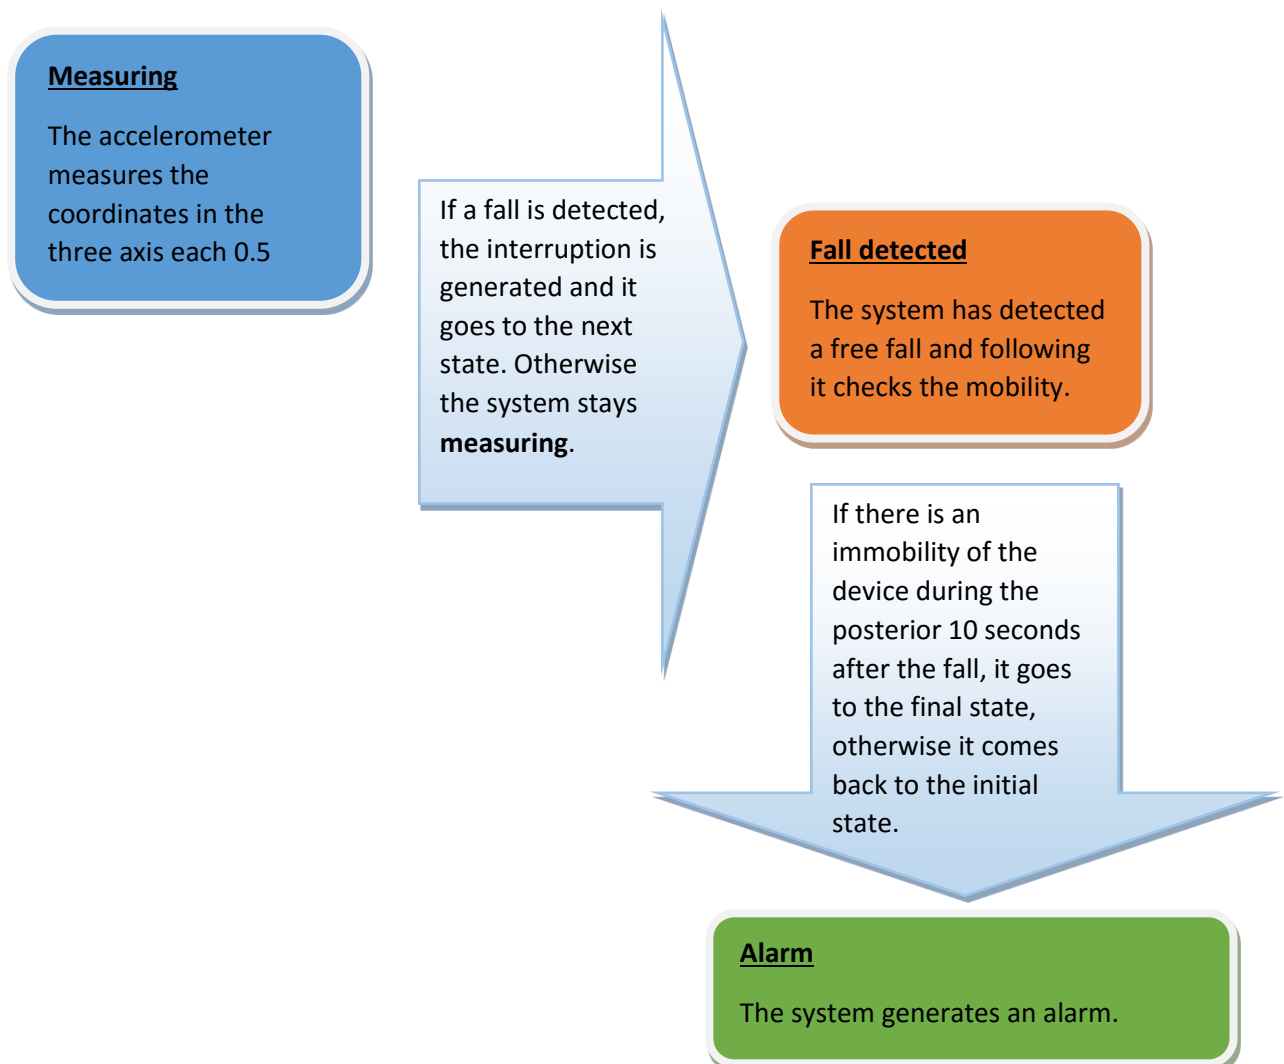 Measuring
The accelerometer
measures the
coordinates in the
three axis each 0.5
If a fall is detected,
the interruption is
generated and it
goes to the next
state. Otherwise
the system stays
measuring.
Fall detected
The system has detected
a free fall and following
it checks the mobility.
If there is an
immobility of the
device during the
posterior 10 seconds
after the fall, it goes
to the final state,
otherwise it comes
back to the initial
state.
Alarm
The system generates an alarm.